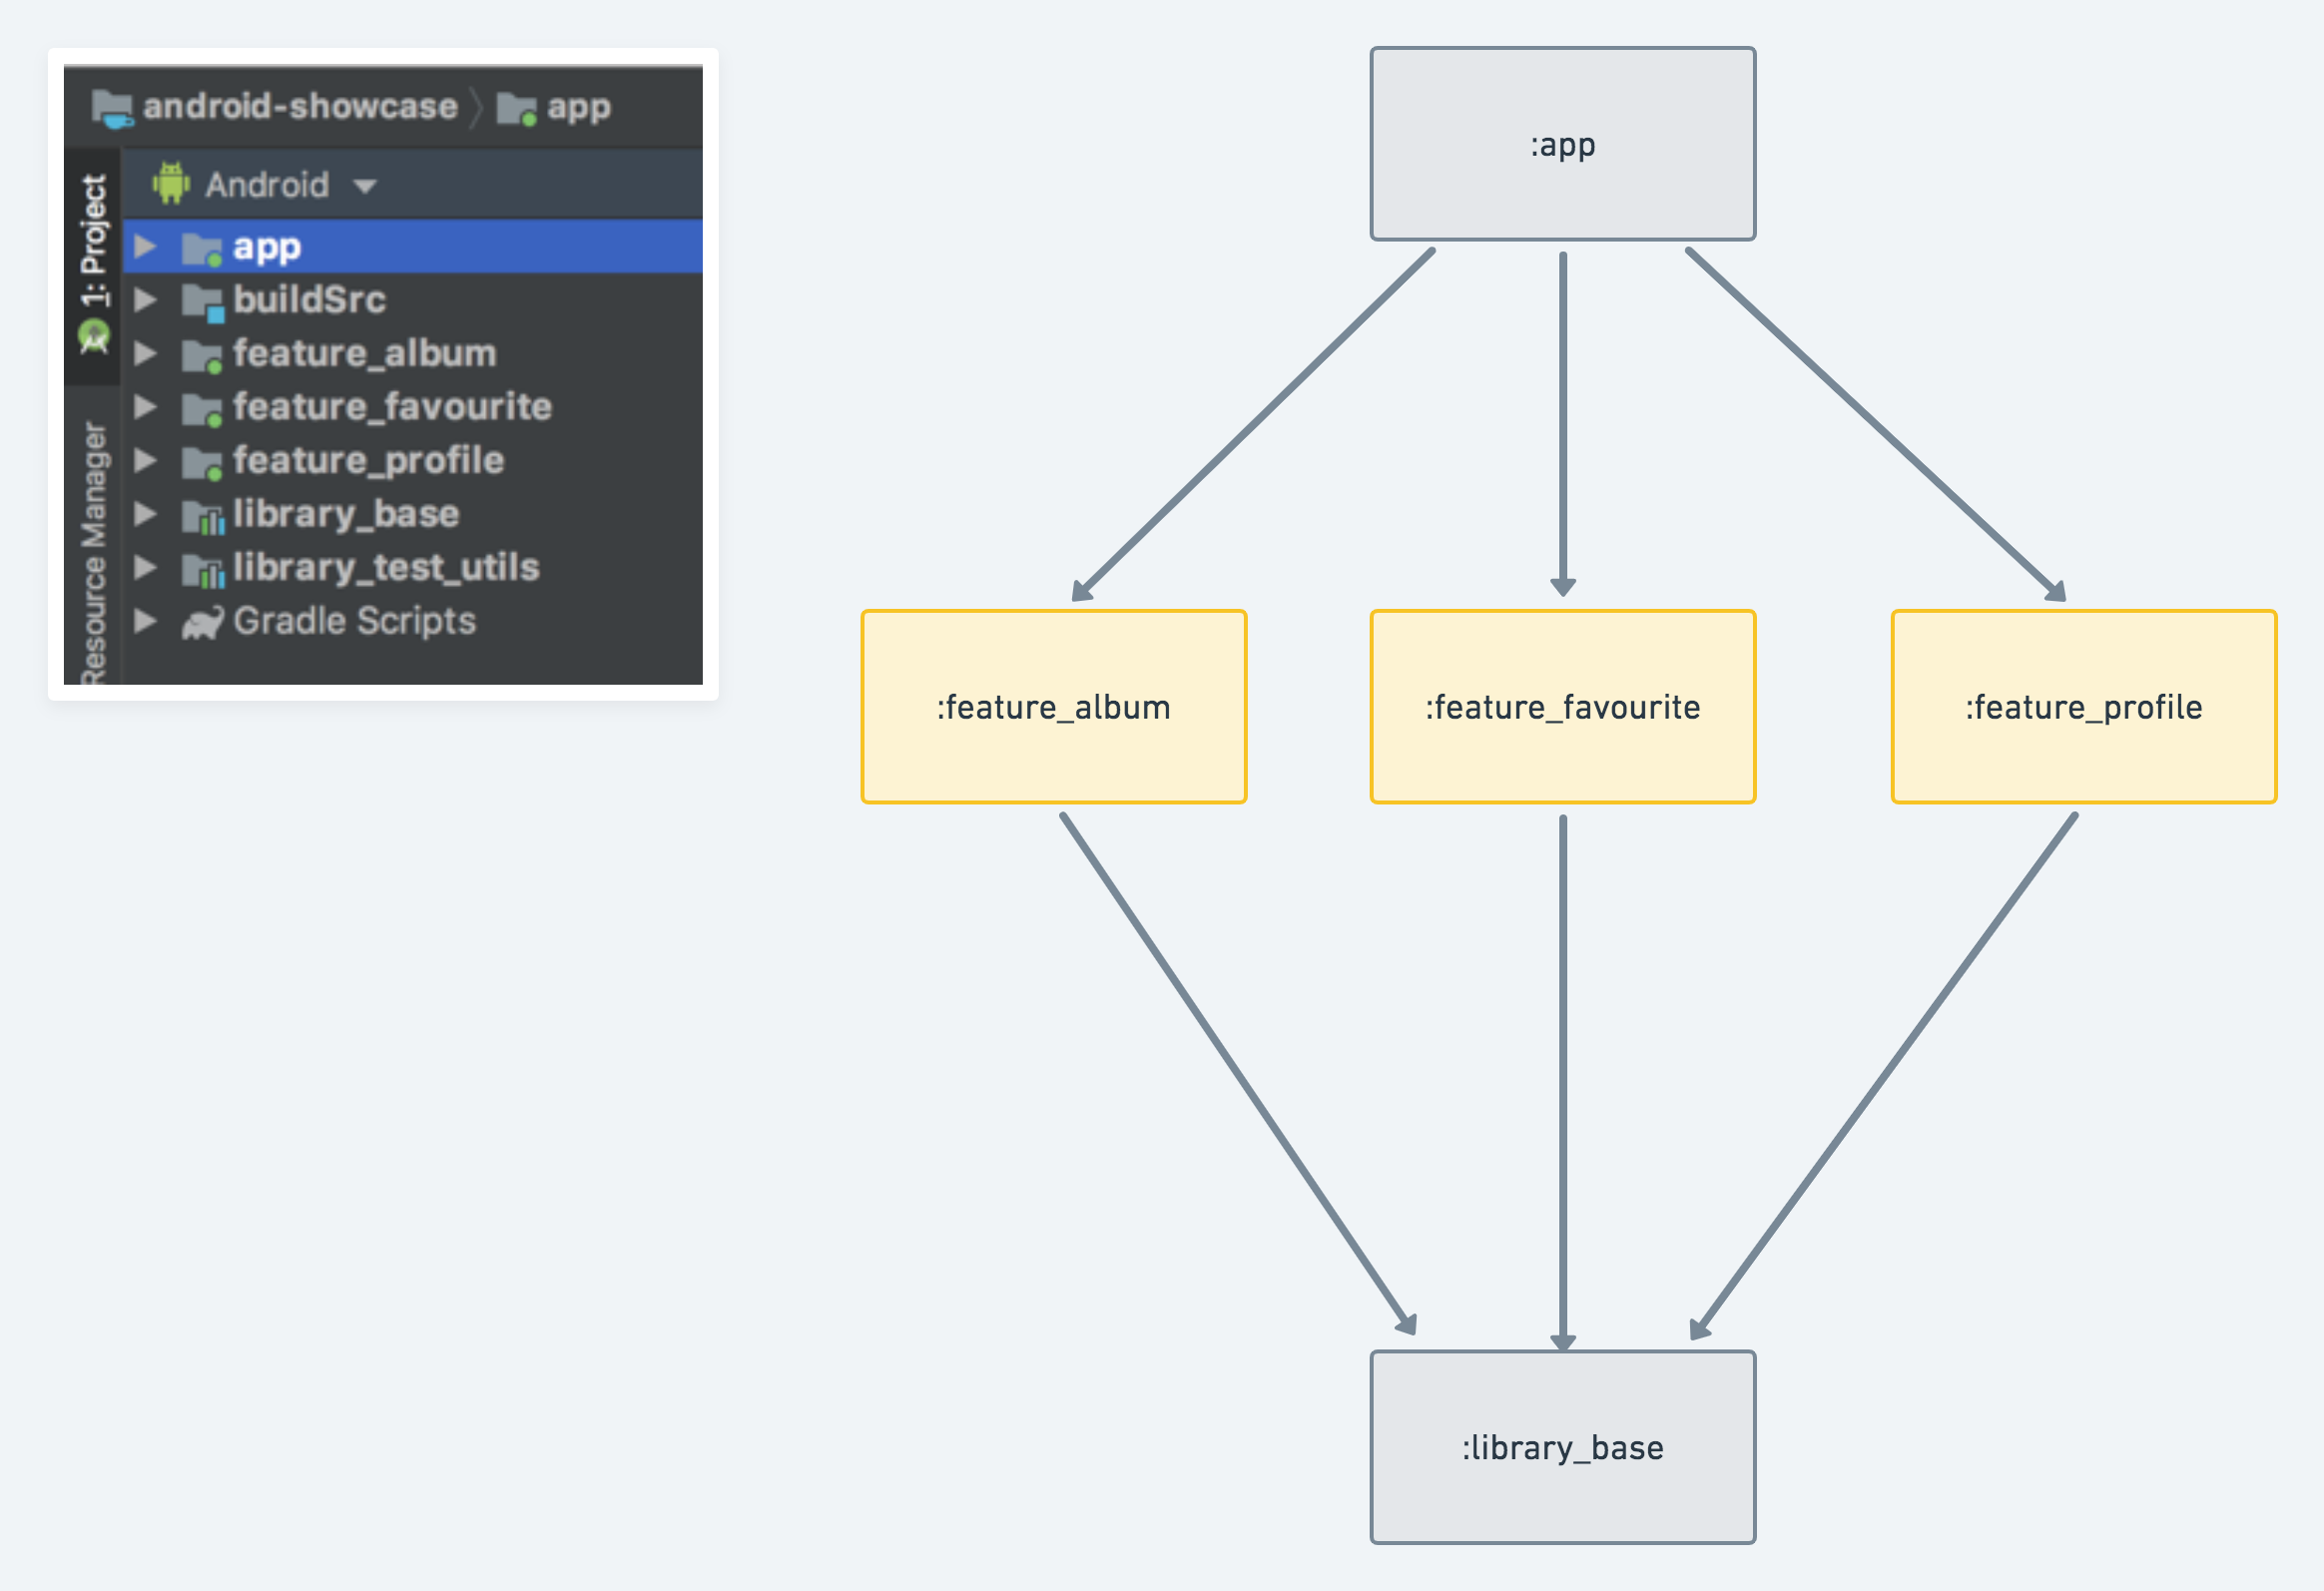 android-showcase
app
Android
1: Project
Resource Manager
app
buildSrc
feature_album
feature_favourite
feature_profile
library_base
library_test_utils
Gradle Scripts
:app
:feature_album
:feature_favourite
:feature_profile
:library_base